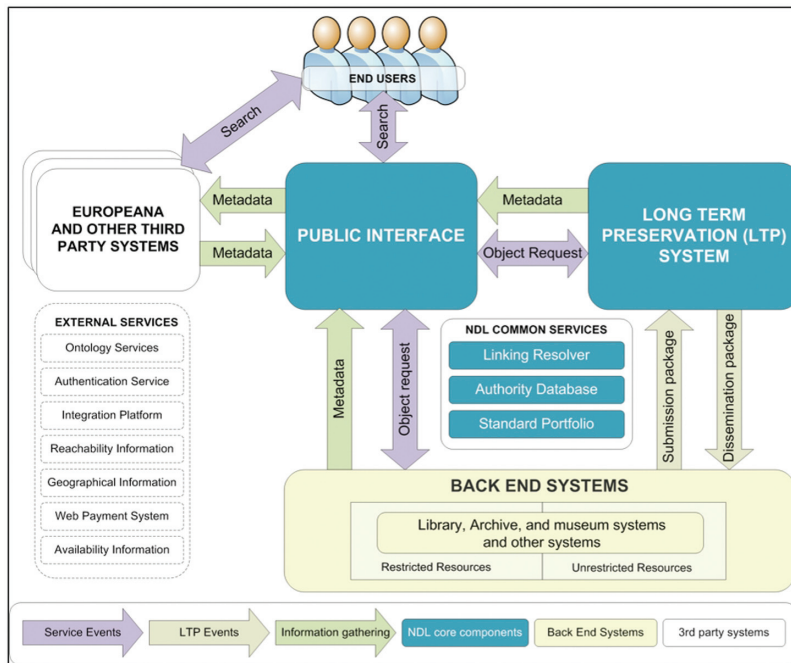 END USERS
Search
Search
EUROPEANA
AND OTHER THIRD
PARTY SYSTEMS
Metadata
Metadata
PUBLIC INTERFACE
Metadata
Object Request
LONG TERM
PRESERVATION (LTP)
SYSTEM
EXTERNAL SERVICES
Ontology Services
Authentication Service
Integration Platform
Reachability Information
Geographical Information
Web Payment System
Availability Information
Metadata
Object request
NDL COMMON SERVICES
Linking Resolver
Authority Database
Standard Portfolio
Submission package
Dissemination package
BACK END SYSTEMS
Library, Archive, and museum systems
and other systems
Restricted Resources
Unrestricted Resources
Service Events
LTP Events
Information gathering
NDL core components
Back End Systems
3rd party systems